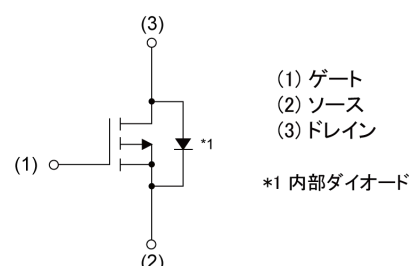 (3)
(1) ゲート
(2) ソース
(3) ドレイン
*1
(1)
*1 内部ダイオード
(2)